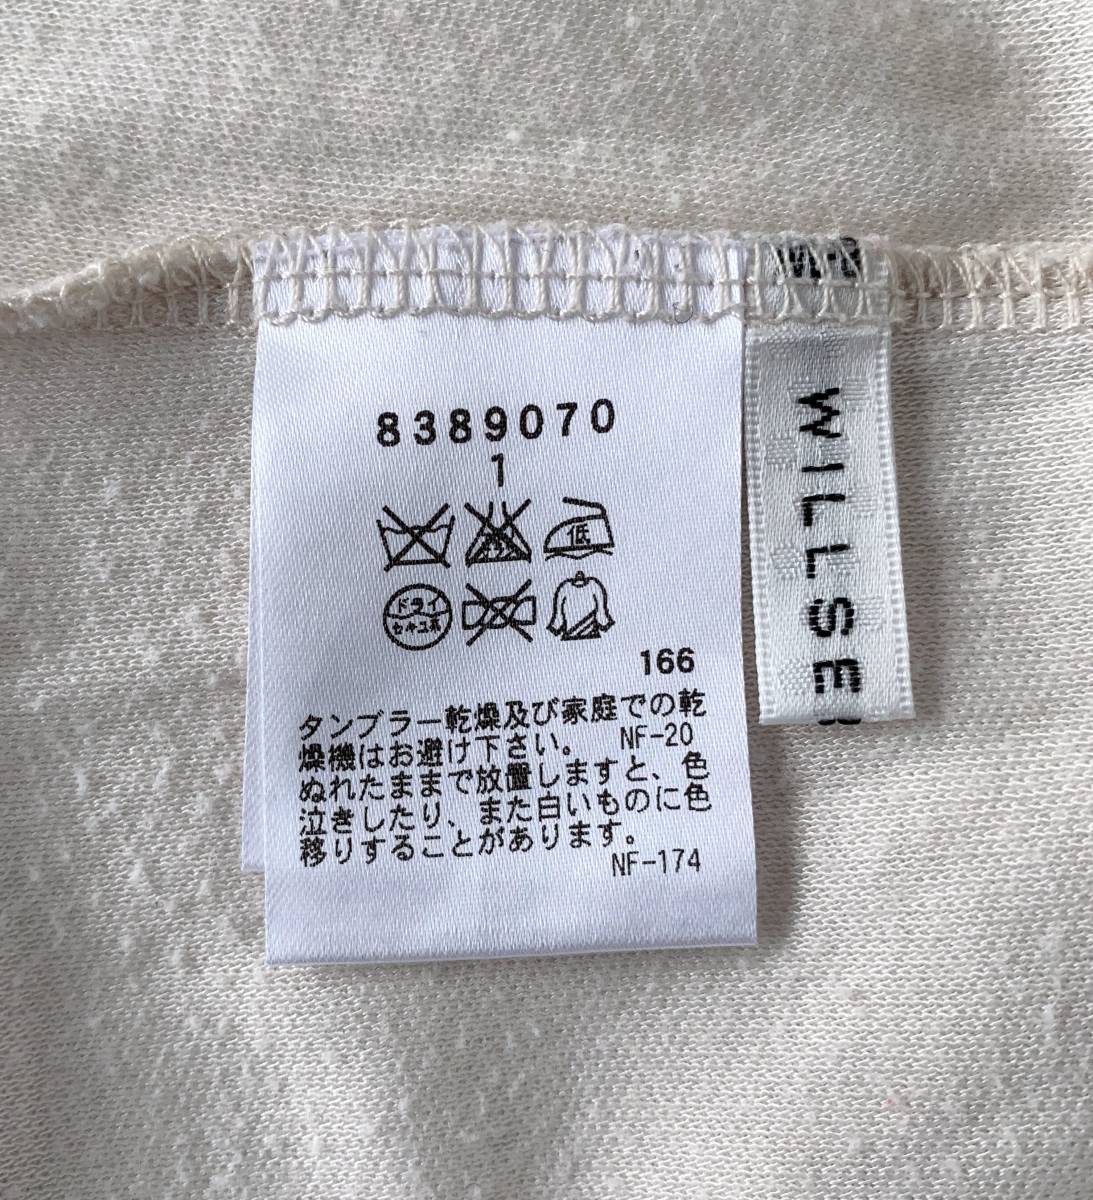 8389070
1
低
ドライ
セキユ系
166
タンブラー乾燥及び家庭での乾
燥機はお避け下さい。 NF-20
ぬれたままで放置しますと、色
泣きしたり、また白いものに色
移りすることがあります。
NF-174
WILLSE